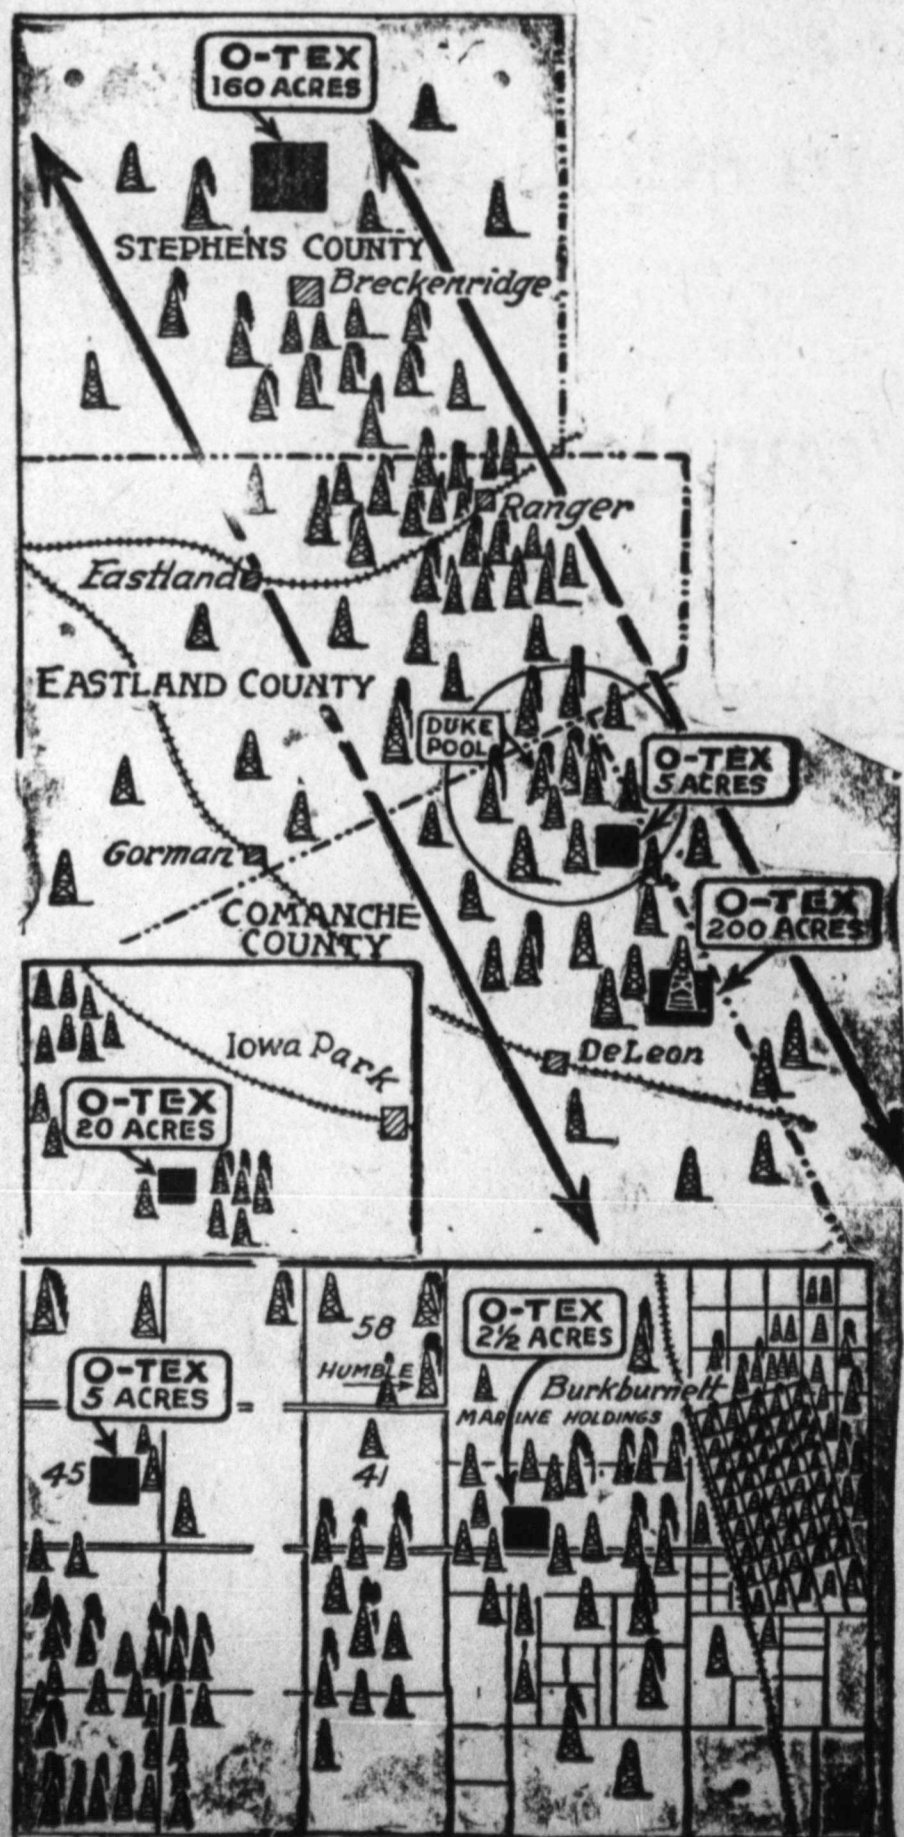 O-TEX
160 ACRES
STEPHENS COUNTY
Breckenridge
Ranger
Eastland
EASTLAND COUNTY
DUKE
POOL
O-TEX
5 ACRES
Gorman
O-TEX
200 ACRES
COMANCHE
COUNTY
Iowa Park
DeLeon
O-TEX
20 ACRES
O-TEX
2½ ACRES
58
O-TEX
5 ACRES
HUMBLE
Burkburnett
MARINE HOLDINGS
45
41